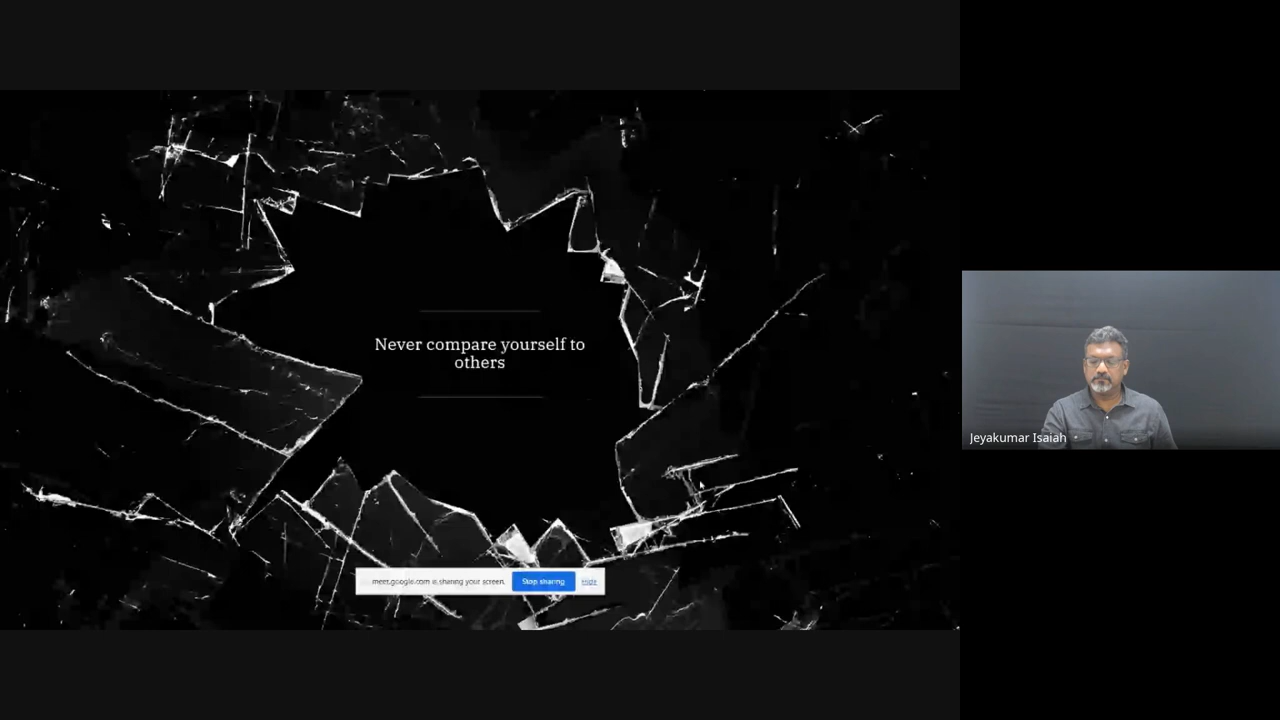 Never compare yourself to
others
meet.google.com is sharing your screen.
Stop sharing
Hide
Jeyakumar Isaiah